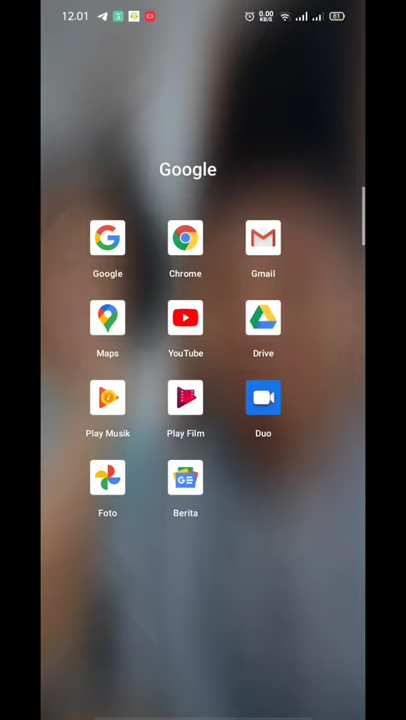 12.01
0.00
KB/S
81
Google
Google
Chrome
Gmail
Maps
YouTube
Drive
Play Musik
Play Film
Duo
Foto
Berita